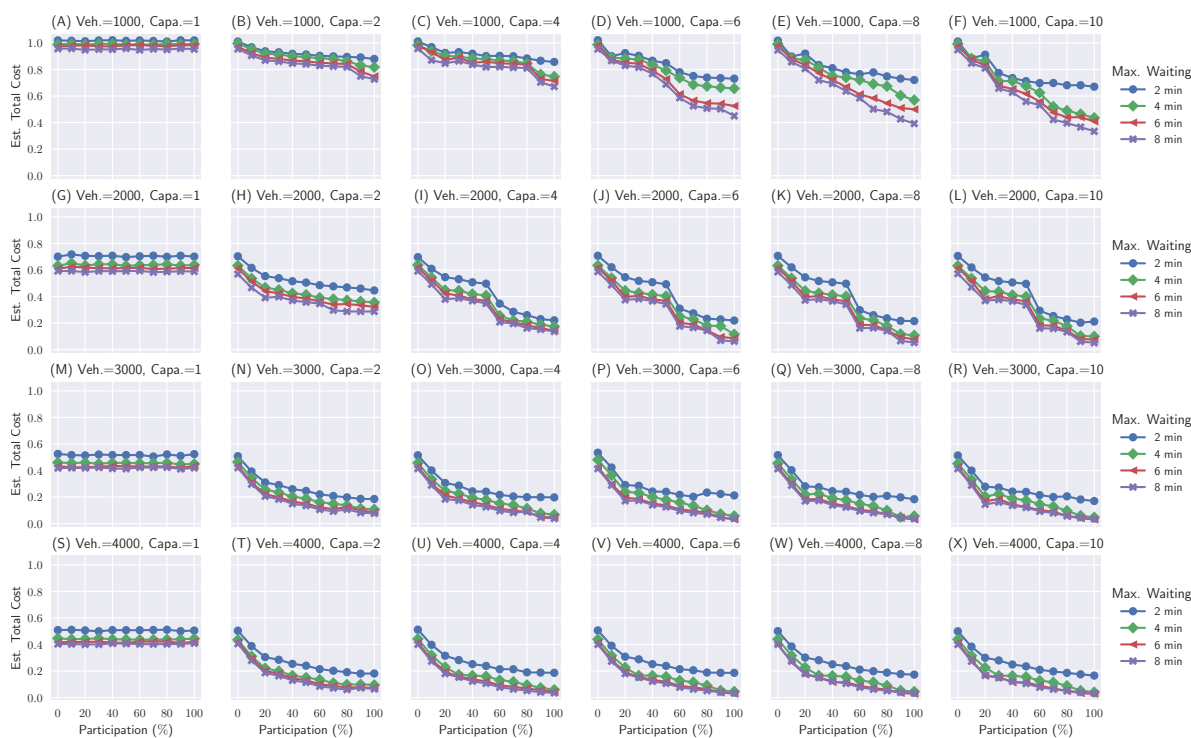 (A) Veh.=1000, Capa.=1 (B) Veh.=1000, Capa.=2 (C) Veh.=1000, Capa.=4 (D) Veh.=1000, Capa.=6 (E) Veh.=1000, Capa.=8 (F) Veh.=1000, Capa.=10
Est. Total Cost
1.0
0.8
0.6
0.4
0.2
0.0
Max. Waiting
2 min
4 min
6 min
8 min
(G) Veh.=2000, Capa.=1 (H) Veh.=2000, Capa.=2 (I) Veh.=2000, Capa.=4 (J) Veh.=2000, Capa.=6 (K) Veh.=2000, Capa.=8 (L) Veh.=2000, Capa.=10
Est. Total Cost
1.0
0.8
0.6
0.4
0.2
0.0
Max. Waiting
2 min
4 min
6 min
8 min
(M) Veh.=3000, Capa.=1 (N) Veh.=3000, Capa.=2 (O) Veh.=3000, Capa.=4 (P) Veh.=3000, Capa.=6 (Q) Veh.=3000, Capa.=8 (R) Veh.=3000, Capa.=10
Est. Total Cost
1.0
0.8
0.6
0.4
0.2
0.0
Max. Waiting
2 min
4 min
6 min
8 min
(S) Veh.=4000, Capa.=1 (T) Veh.=4000, Capa.=2 (U) Veh.=4000, Capa.=4 (V) Veh.=4000, Capa.=6 (W) Veh.=4000, Capa.=8 (X) Veh.=4000, Capa.=10
Est. Total Cost
1.0
0.8
0.6
0.4
0.2
0.0
Max. Waiting
2 min
4 min
6 min
8 min
0 20 40 60 80 100 0 20 40 60 80 100 0 20 40 60 80 100 0 20 40 60 80 100 0 20 40 60 80 100 0 20 40 60 80 100
Participation (%) Participation (%) Participation (%) Participation (%) Participation (%) Participation (%)